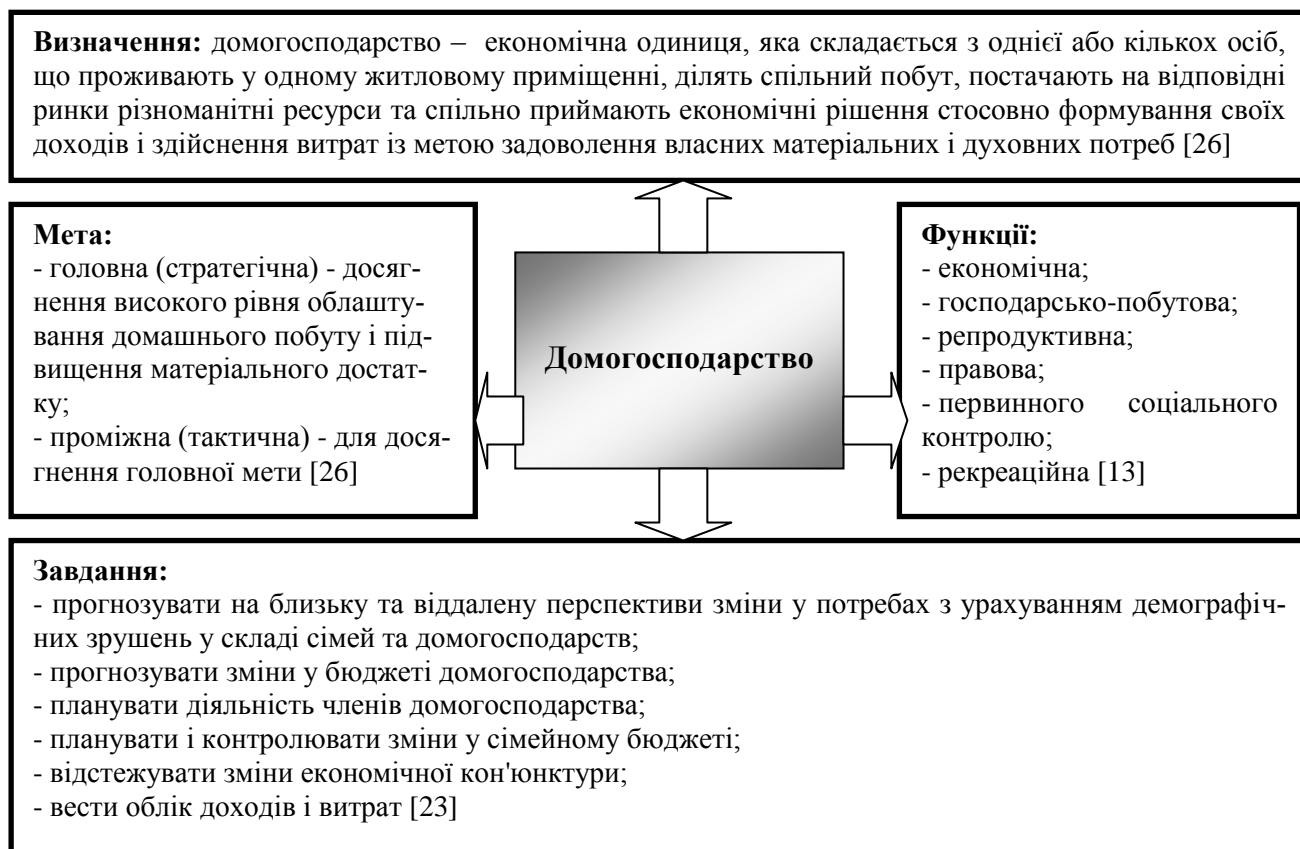 Визначення: домогосподарство – економічна одиниця, яка складається з однієї або кількох осіб,
що проживають у одному житловому приміщенні, ділять спільний побут, постачають на відповідні
ринки різноманітні ресурси та спільно приймають економічні рішення стосовно формування своїх
доходів і здійснення витрат із метою задоволення власних матеріальних і духовних потреб [26]
Мета:
- головна (стратегічна) - досяг-
нення високого рівня облашту-
вання домашнього побуту і під-
вищення матеріального достат-
ку;
- проміжна (тактична) - для дося-
гнення головної мети [26]
Домогосподарство
Функції:
- економічна;
- господарсько-побутова;
- репродуктивна;
- правова;
- первинного соціального
контролю;
- рекреаційна [13]
Завдання:
- прогнозувати на близьку та віддалену перспективи зміни у потребах з урахуванням демографіч-
них зрушень у складі сімей та домогосподарств;
- прогнозувати зміни у бюджеті домогосподарства;
- планувати діяльність членів домогосподарства;
- планувати і контролювати зміни у сімейному бюджеті;
- відстежувати зміни економічної кон'юнктури;
- вести облік доходів і витрат [23]